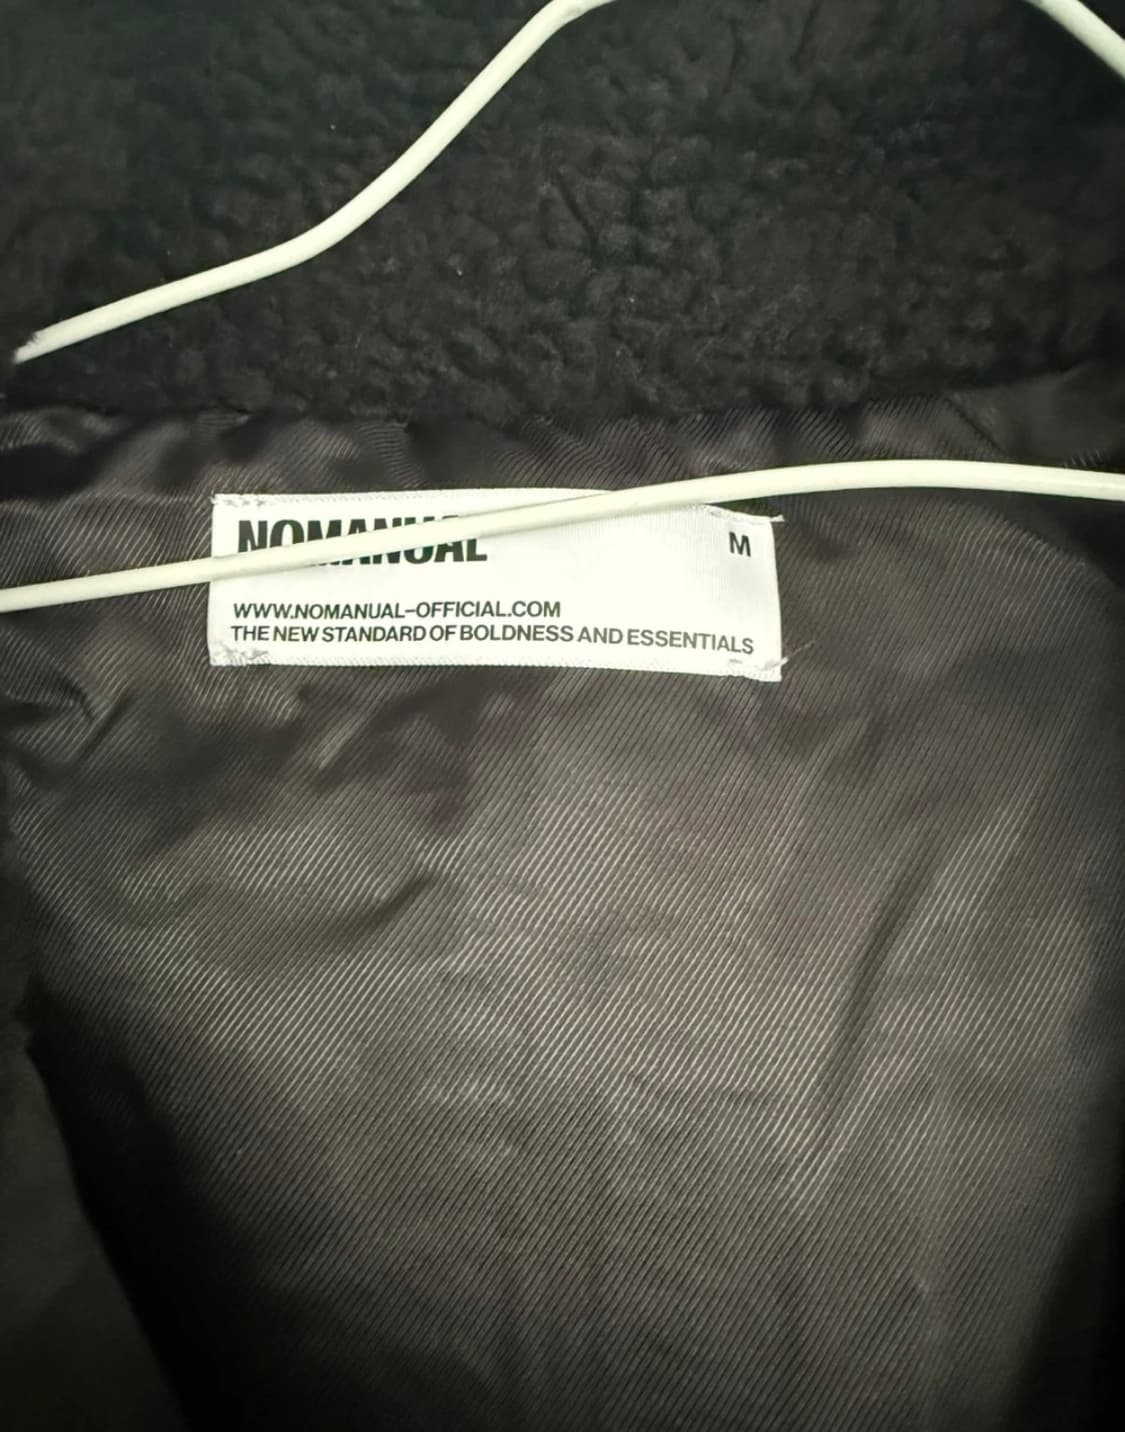 NOMANUAL
M
WWW.NOMANUAL-OFFICIAL.COM
THE NEW STANDARD OF BOLDNESS AND ESSENTIALS